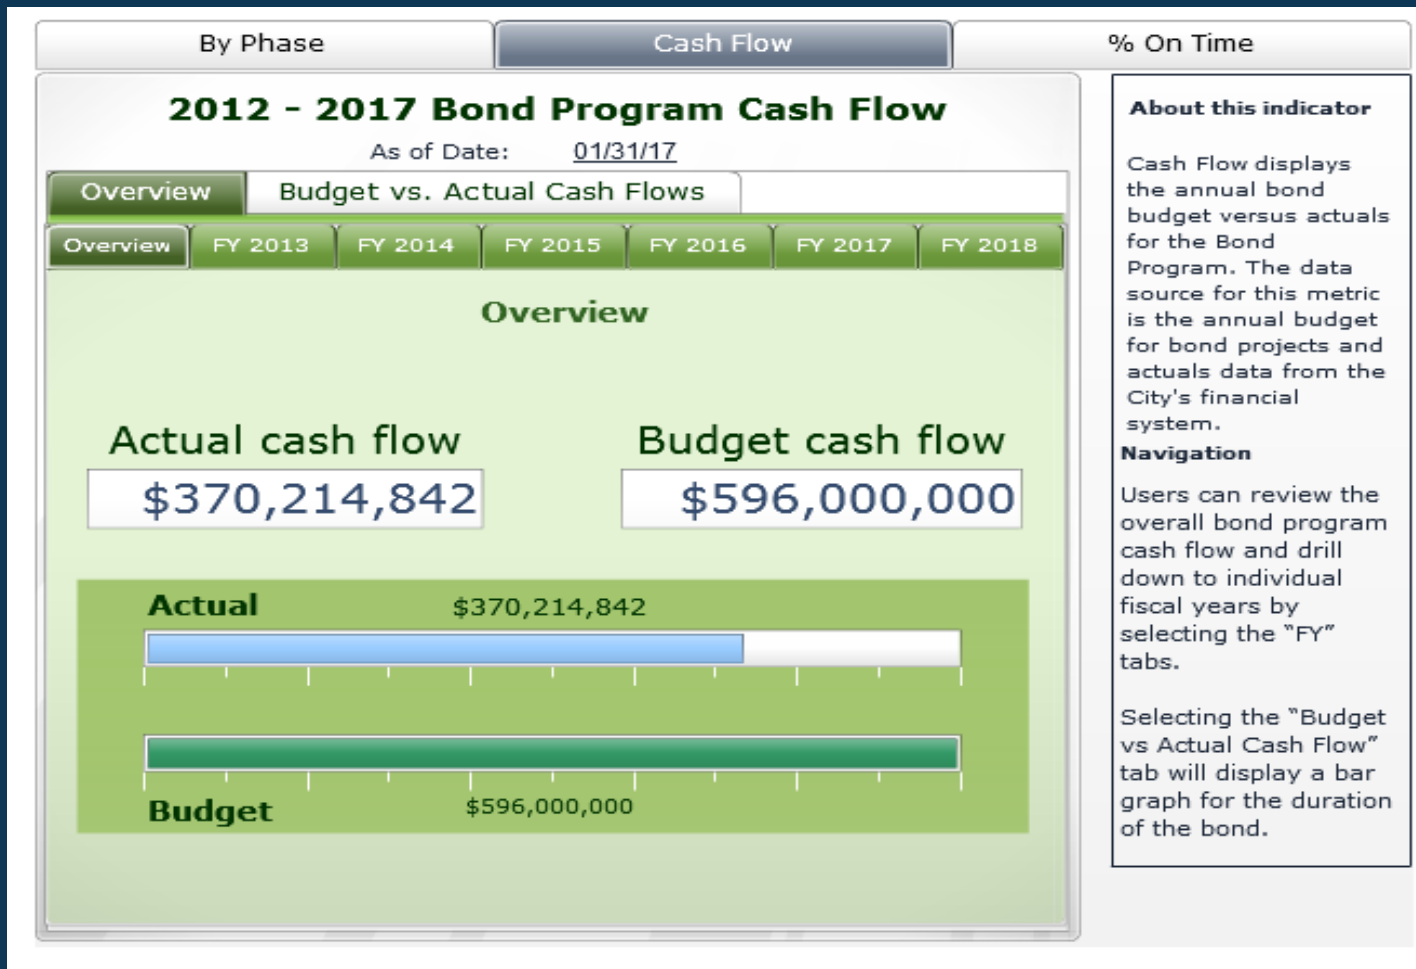 By Phase
Cash Flow
% On Time
2012 - 2017 Bond Program Cash Flow
As of Date: 01/31/17
Overview
Budget vs. Actual Cash Flows
Overview
FY 2013
FY 2014
FY 2015
FY 2016
FY 2017
FY 2018
Overview
Actual cash flow
$370,214,842
Budget cash flow
$596,000,000
Actual
$370,214,842
Budget
$596,000,000
About this indicator
Cash Flow displays
the annual bond
budget versus actuals
for the Bond
Program. The data
source for this metric
is the annual budget
for bond projects and
actuals data from the
City's financial
system.
Navigation
Users can review the
overall bond program
cash flow and drill
down to individual
fiscal years by
selecting the “FY”
tabs.
Selecting the “Budget
vs Actual Cash Flow”
tab will display a bar
graph for the duration
of the bond.